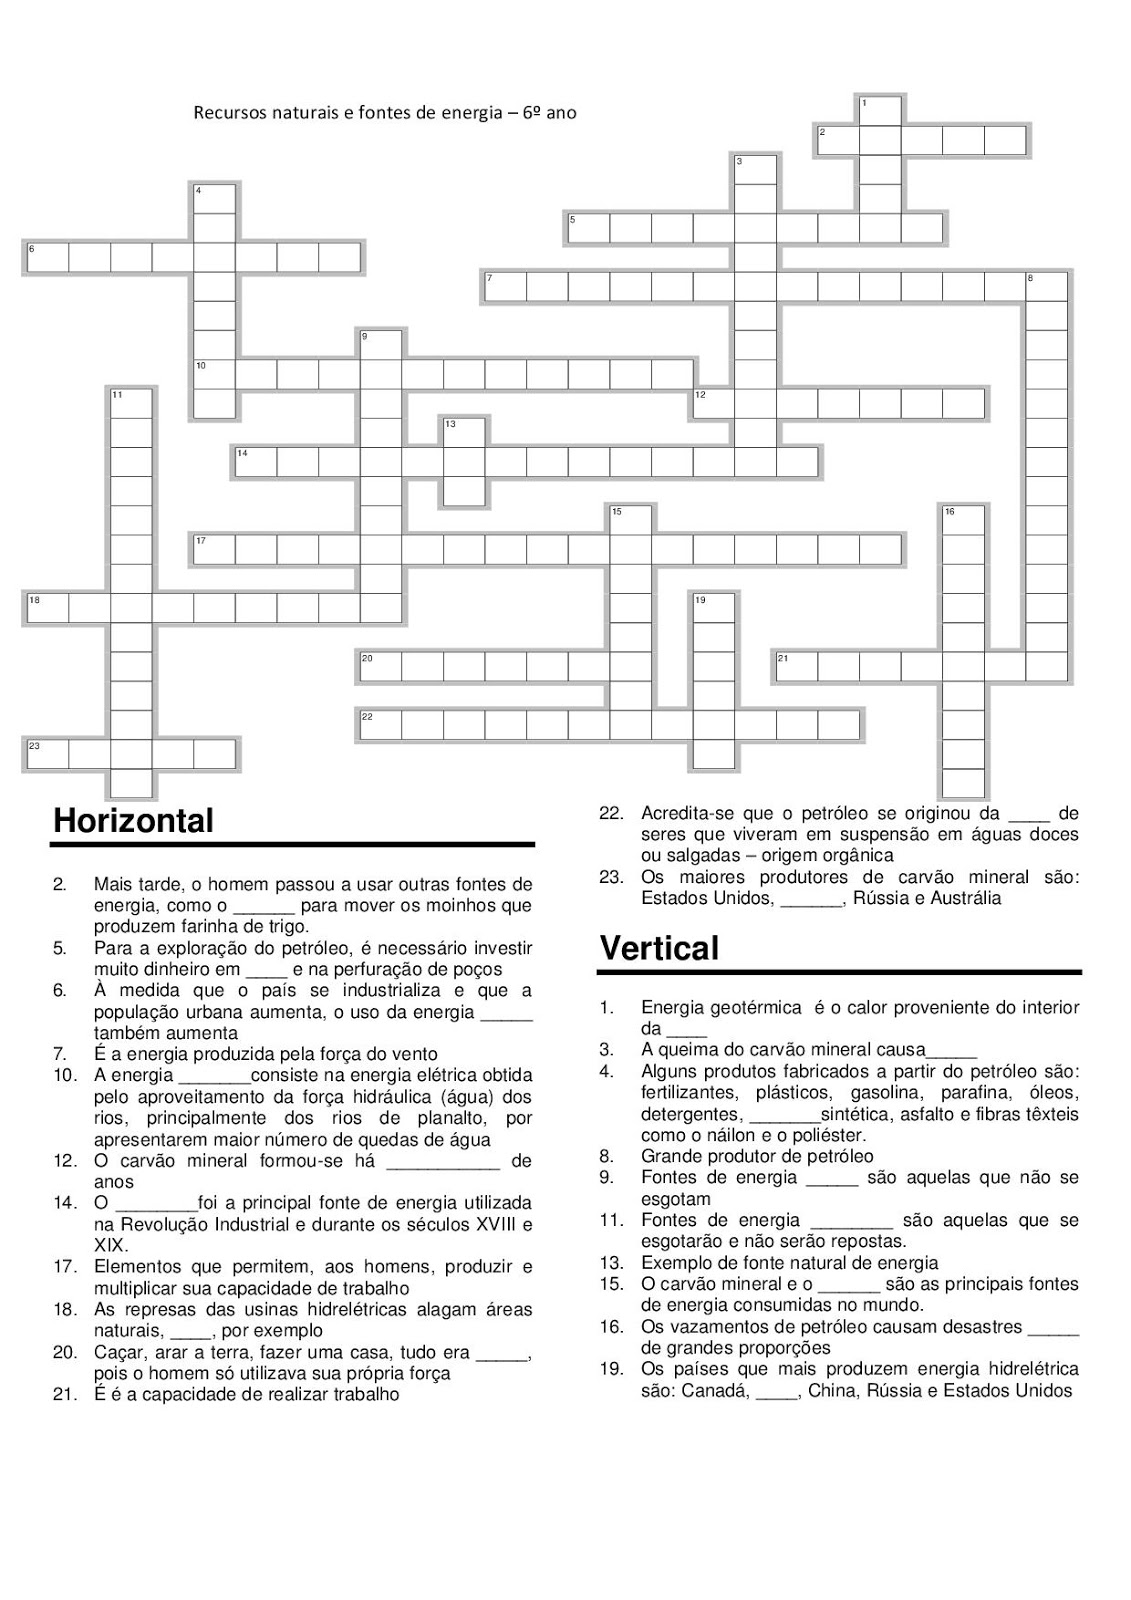 Recursos naturais e fontes de energia – 6º ano
1
2
3
4
5
6
7
8
9
10
11
12
13
14
15
16
17
18
19
20
21
22
23
Horizontal
2. Mais tarde, o homem passou a usar outras fontes de
energia, como o ______ para mover os moinhos que
produzem farinha de trigo.
5. Para a exploração do petróleo, é necessário investir
muito dinheiro em ____ e na perfuração de poços
6. À medida que o país se industrializa e que a
população urbana aumenta, o uso da energia _____
também aumenta
7. É a energia produzida pela força do vento
10. A energia _______consiste na energia elétrica obtida
pelo aproveitamento da força hidráulica (água) dos
rios, principalmente dos rios de planalto, por
apresentarem maior número de quedas de água
12. O carvão mineral formou-se há ___________ de
anos
14. O ________foi a principal fonte de energia utilizada
na Revolução Industrial e durante os séculos XVIII e
XIX.
17. Elementos que permitem, aos homens, produzir e
multiplicar sua capacidade de trabalho
18. As represas das usinas hidrelétricas alagam áreas
naturais, ____, por exemplo
20. Caçar, arar a terra, fazer uma casa, tudo era _____,
pois o homem só utilizava sua própria força
21. É é a capacidade de realizar trabalho
22. Acredita-se que o petróleo se originou da ____ de
seres que viveram em suspensão em águas doces
ou salgadas – origem orgânica
23. Os maiores produtores de carvão mineral são:
Estados Unidos, ______, Rússia e Austrália
Vertical
1. Energia geotérmica é o calor proveniente do interior
da ____
3. A queima do carvão mineral causa_____
4. Alguns produtos fabricados a partir do petróleo são:
fertilizantes, plásticos, gasolina, parafina, óleos,
detergentes, _______sintética, asfalto e fibras têxteis
como o náilon e o poliéster.
8. Grande produtor de petróleo
9. Fontes de energia _____ são aquelas que não se
esgotam
11. Fontes de energia ________ são aquelas que se
esgotarão e não serão repostas.
13. Exemplo de fonte natural de energia
15. O carvão mineral e o ______ são as principais fontes
de energia consumidas no mundo.
16. Os vazamentos de petróleo causam desastres _____
de grandes proporções
19. Os países que mais produzem energia hidrelétrica
são: Canadá, ____, China, Rússia e Estados Unidos